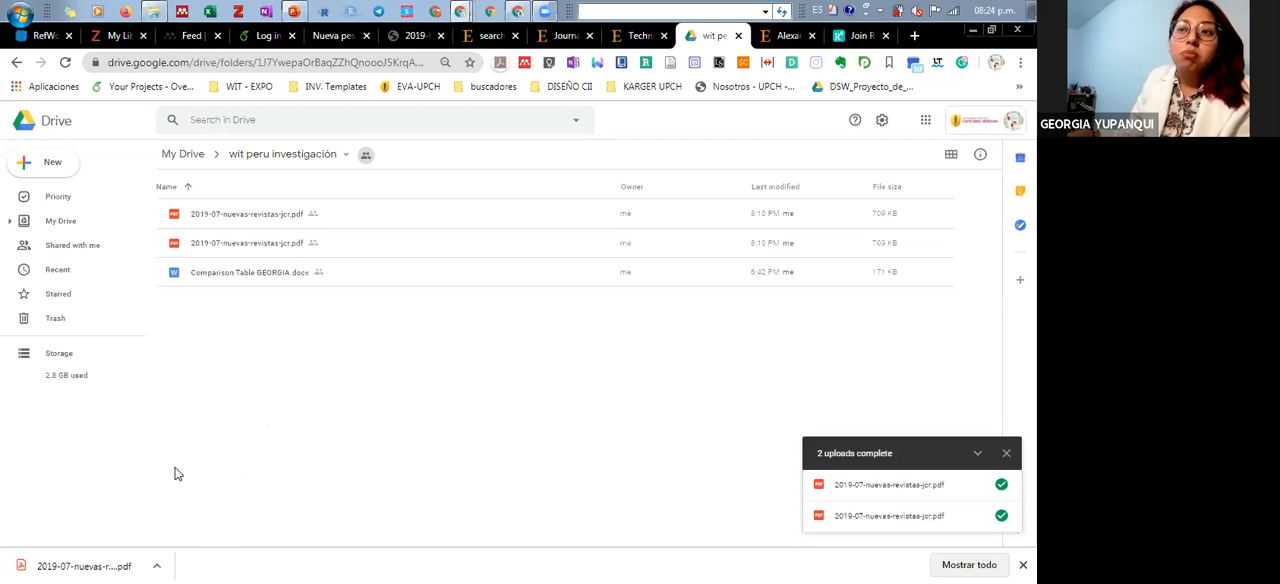 ES
08:24 p.m.
RefWo
My Lil
Feed |
Log in
Nueva pes
2019-
search
Journa
Techni
wit pe
Alexar
Join R
drive.google.com/drive/folders/1J7YwepaOrBaqZZhQnoooJ5KrqA...
Aplicaciones
Your Projects - Ove...
WIT - EXPO
INV. Templates
EVA-UPCH
buscadores
DISEÑO CII
KARGER UPCH
Nosotros - UPCH -...
DSW_Proyecto_de_...
»
GEORGIA YUPANQUI
Drive
Search in Drive
New
My Drive > wit peru investigación
Name
Owner
Last modified
File size
Priority
My Drive
Shared with me
Recent
Starred
Trash
Storage
2.8 GB used
2019-07-nuevas-revistas-jcr.pdf
me
8:10 PM me
709 KB
2019-07-nuevas-revistas-jcr.pdf
me
8:10 PM me
709 KB
Comparison Table GEORGIA.docx
me
6:42 PM me
171 KB
2 uploads complete
2019-07-nuevas-revistas-jcr.pdf
2019-07-nuevas-revistas-jcr.pdf
2019-07-nuevas-r....pdf
Mostrar todo